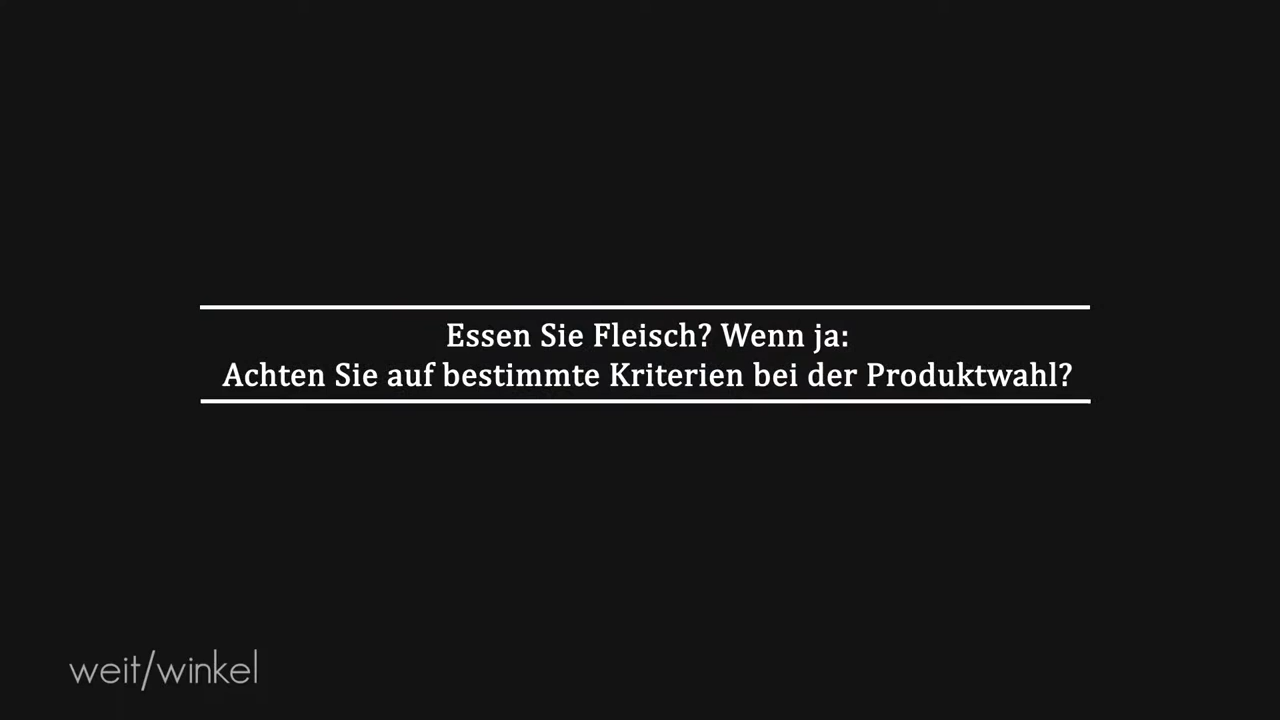 Essen Sie Fleisch? Wenn ja:
Achten Sie auf bestimmte Kriterien bei der Produktwahl?
weit/winkel